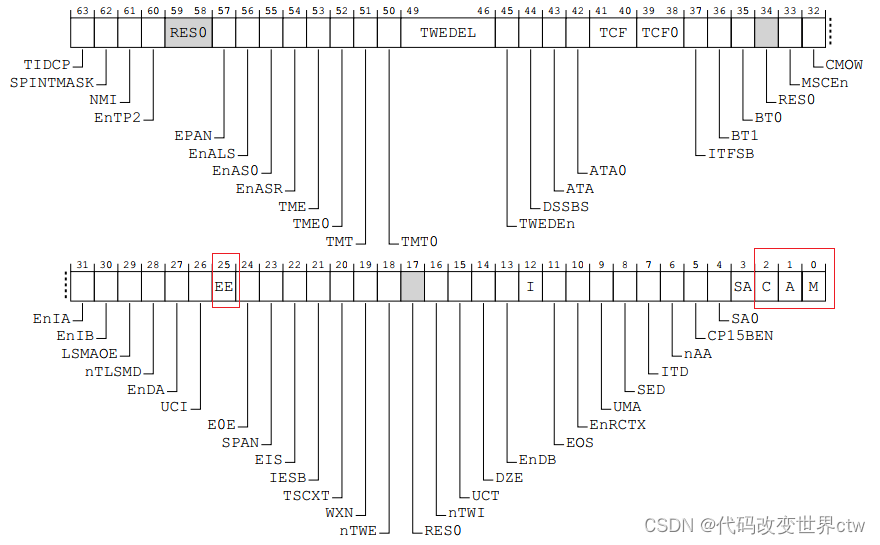 63 62 61 60 59 58 57 56 55 54 53 52 51 50 49 46 45 44 43 42 41 40 39 38 37 36 35 34 33 32
RES0 TWEDEL TCF TCF0
TIDCP CMOW
SPINTMASK MSCEn
NMI RES0
EnTP2 BT0
EPAN BT1
EnALS ITFSB
EnAS0 ATA0
EnASR ATA
TME DSSBS
TME0 TWEDEn
TMT TMT0
31 30 29 28 27 26 25 24 23 22 21 20 19 18 17 16 15 14 13 12 11 10 9 8 7 6 5 4 3 2 1 0
EE I SA C A M
EnIA SA0
EnIB CP15BEN
LSMAOE nAA
nTLSMD ITD
EnDA SED
UCI UMA
E0E EnRCTX
SPAN EOS
EIS EnDB
IESB DZE
TSCXT UCT
WXN nTWI
nTWE RES0
CSDN @代码改变世界ctw